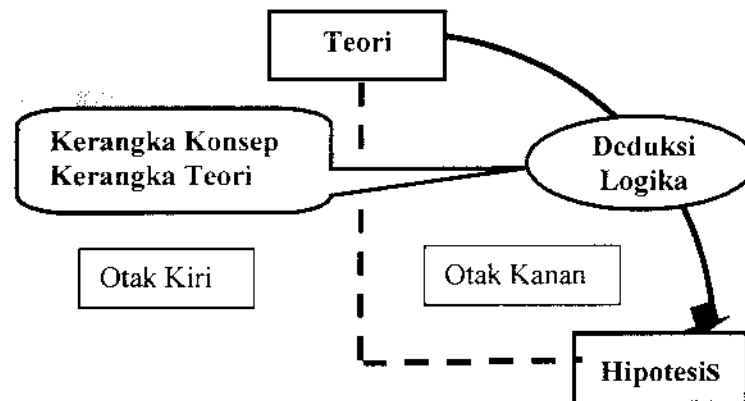 Teori
Kerangka Konsep
Kerangka Teori
Deduksi
Logika
Otak Kiri
Otak Kanan
Hipotesis